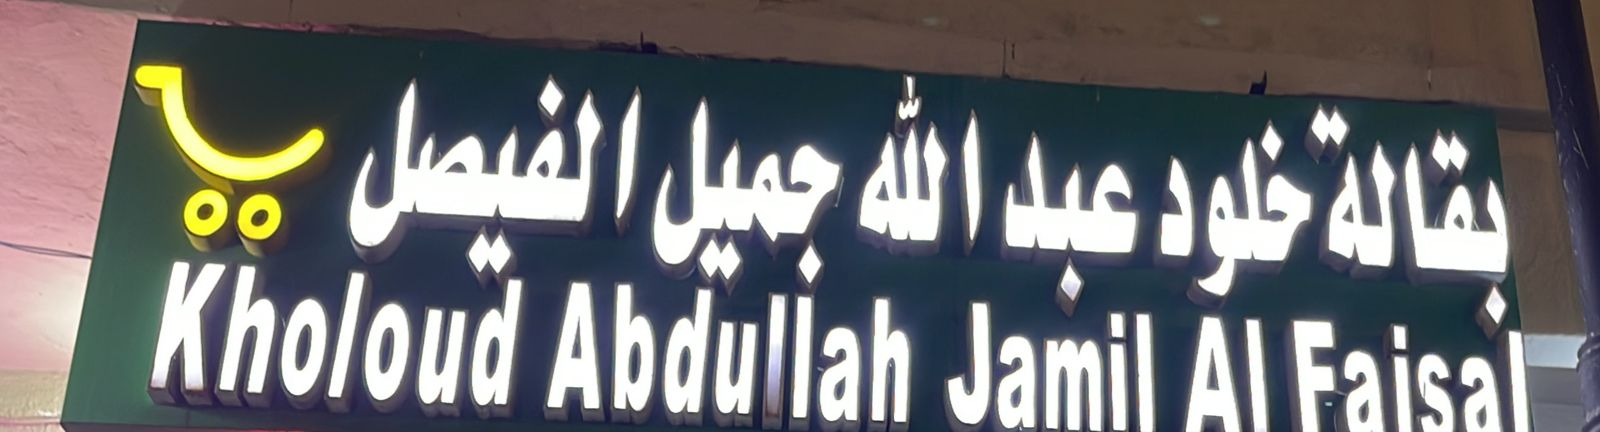 بقالة خلود عبد الله جميل الفيصل
Kholoud Abdullah Jamil Al Faisal